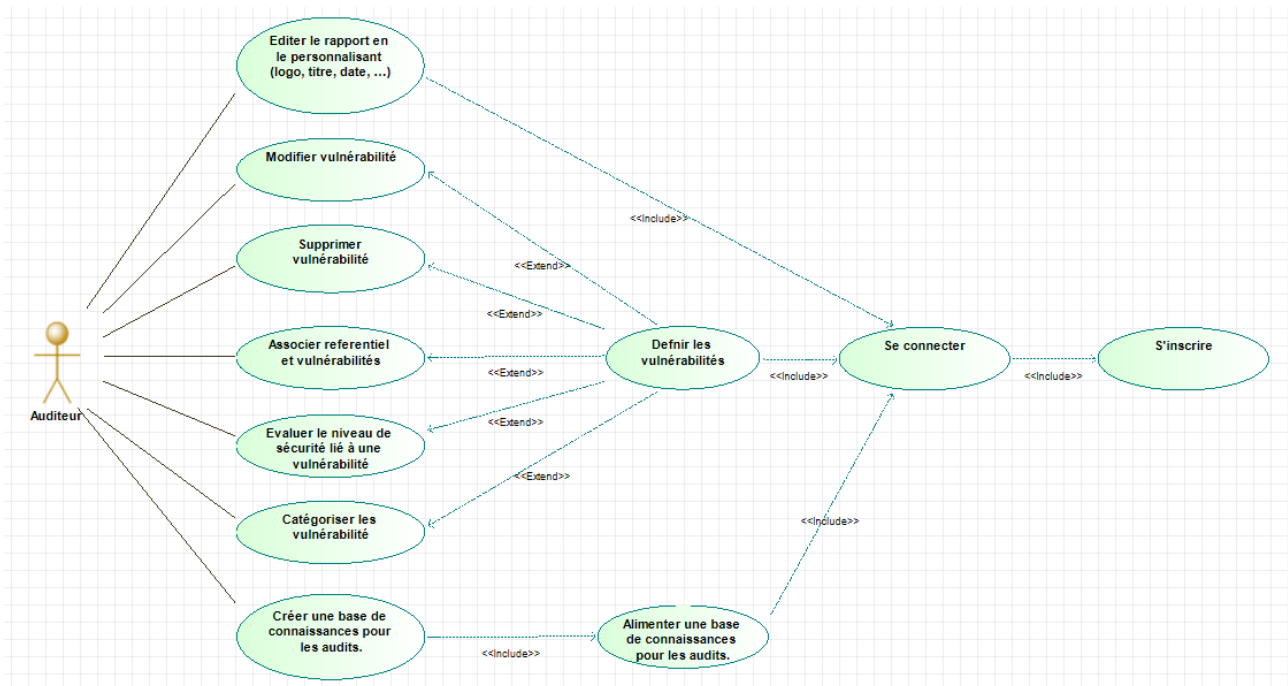 Editer le rapport en
le personnalisant
(logo, titre, date, ...)
Modifier vulnérabilité
<<Include>>
Supprimer
vulnérabilité
<<Extend>>
<<Extend>>
Associer referentiel
et vulnérabilités
<<Extend>>
Defnir les
vulnérabilités
<<Include>>
Se connecter
<<Include>>
S'inscrire
Auditeur
Evaluer le niveau de
sécurité lié à une
vulnérabilité
<<Extend>>
<<Extend>>
Catégoriser les
vulnérabilité
<<Include>>
Créer une base de
connaissances pour
les audits.
<<Include>>
Alimenter une base
de connaissances
pour les audits.